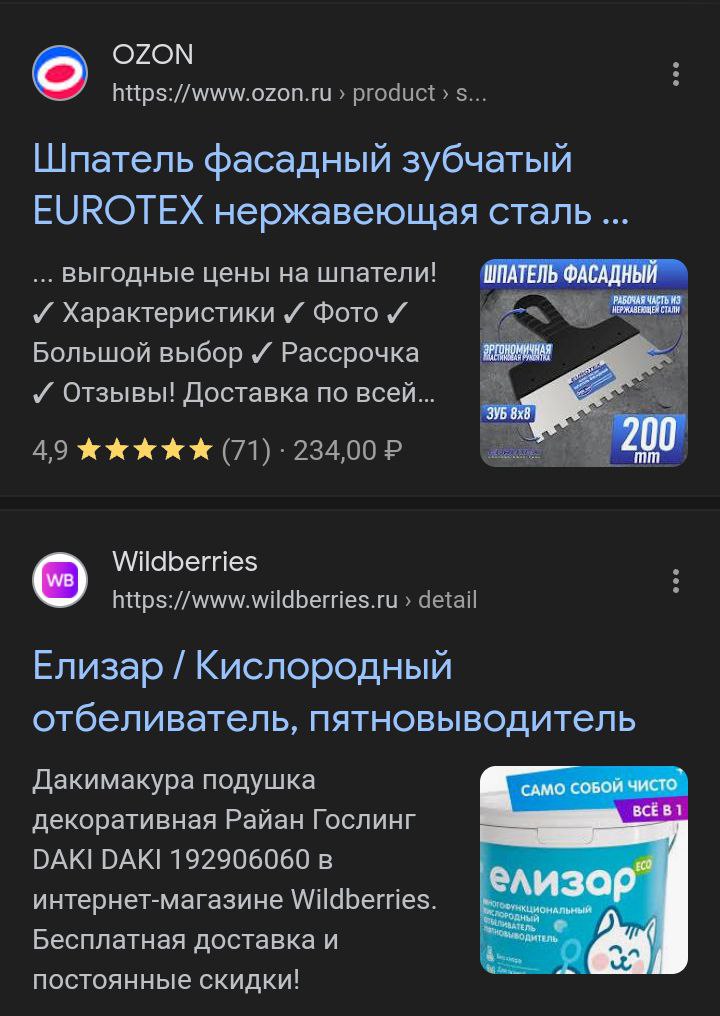 OZON
https://www.ozon.ru › product › s...
Шпатель фасадный зубчатый
EUROTEX нержавеющая сталь ...
... выгодные цены на шпатели!
✓ Характеристики ✓ Фото ✓
Большой выбор ✓ Рассрочка
✓ Отзывы! Доставка по всей...
4,9 ★★★★★ (71) · 234,00 ₽
ШПАТЕЛЬ ФАСАДНЫЙ
РАБОЧАЯ ЧАСТЬ ИЗ
НЕРЖАВЕЮЩЕЙ СТАЛИ
ЭРГОНОМИЧНАЯ
ПЛАСТИКОВАЯ РУКОЯТКА
ЗУБ 8х8
200
mm
EUROTEX
Wildberries
WB
https://www.wildberries.ru › detail
Елизар / Кислородный
отбеливатель, пятновыводитель
Дакимакура подушка
декоративная Райан Гослинг
DAKI DAKI 192906060 в
интернет-магазине Wildberries.
Бесплатная доставка и
постоянные скидки!
САМО СОБОЙ ЧИСТО
ВСЁ В 1
елизар
ECO
МНОГОФУНКЦИОНАЛЬНЫЙ
КИСЛОРОДНЫЙ
ОТБЕЛИВАТЕЛЬ
ПЯТНОВЫВОДИТЕЛЬ